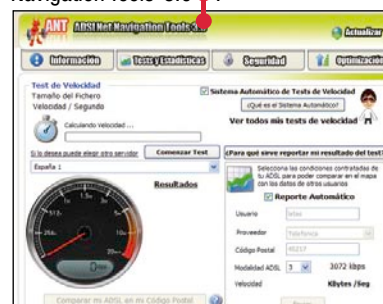 Navigation Tools 3.0
ANT ADSL Net Navigation Tools 3.0
Actualizar
Información
Tests y Estadísticas
Seguridad
Optimización
Test de Velocidad
Tamaño del Fichero
Velocidad / Segundo
Calculando Velocidad ...
Sistema Automático de Tests de Velocidad
¿Qué es el Sistema Automático?
Ver todos mis tests de velocidad
Si lo desea puede elegir otro servidor
Comenzar Test
España 1
Resultados
¿Para qué sirve reportar mi resultado del test?
Selecciona las condiciones contratadas de
tu ADSL para poder comparar en el mapa
con los datos de otros usuarios
Reporte Automático
Usuario
Proveedor
Telefonica
Código Postal
Modalidad ADSL
3
3072 kbps
Velocidad
KBytes /Seg
Comparar mi ADSL en mi Código Postal